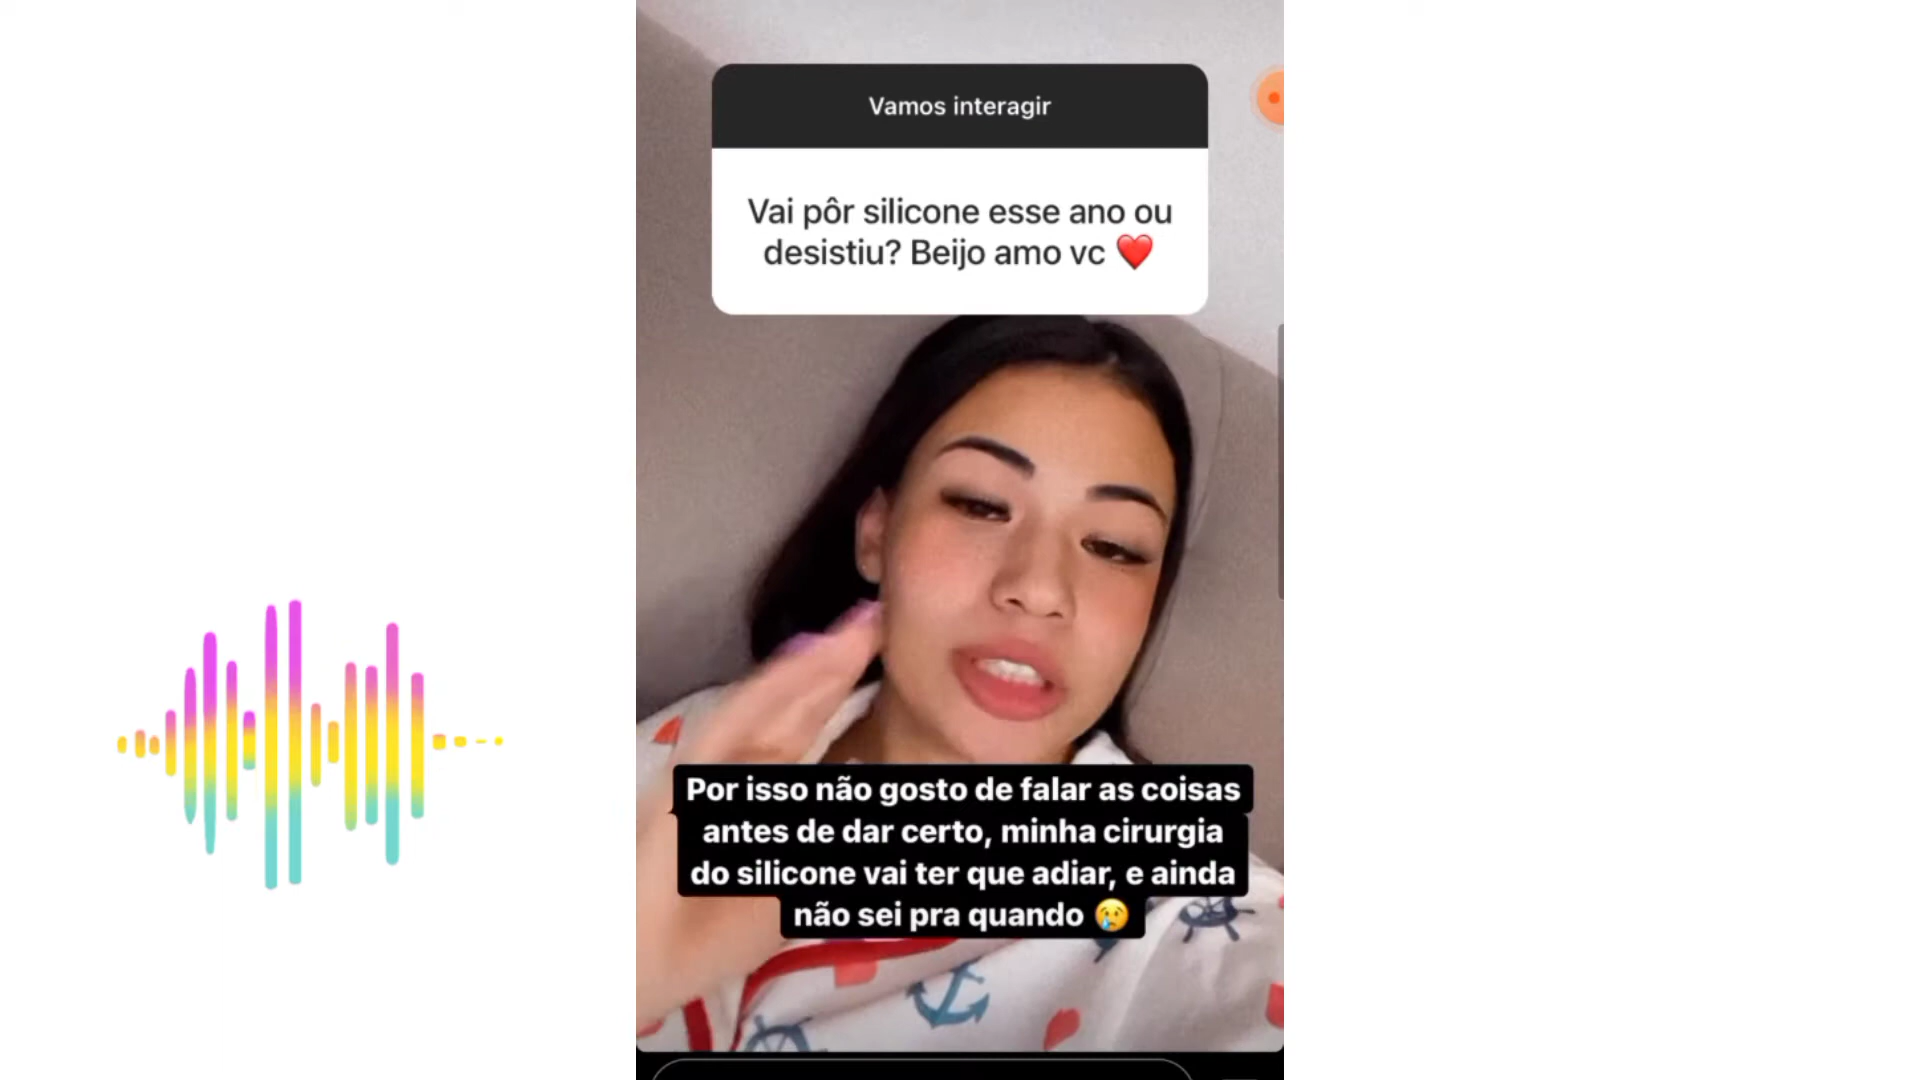 Vamos interagir
Vai pôr silicone esse ano ou
desistiu? Beijo amo vc ❤️
Por isso não gosto de falar as coisas
antes de dar certo, minha cirurgia
do silicone vai ter que adiar, e ainda
não sei pra quando 😢